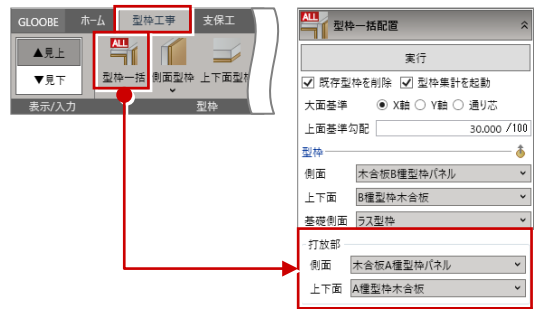 GLOOBE ホーム 型枠工事 支保工
▲見上
▼見下
ALL
型枠一括 側面型枠 上下面型枠
表示/入力 型枠
ALL 型枠一括配置
実行
既存型枠を削除 型枠集計を起動
大面基準 X軸 Y軸 通り芯
上面基準勾配 30.000 /100
型枠
側面 木合板B種型枠パネル
上下面 B種型枠木合板
基礎側面 ラス型枠
打放部
側面 木合板A種型枠パネル
上下面 A種型枠木合板